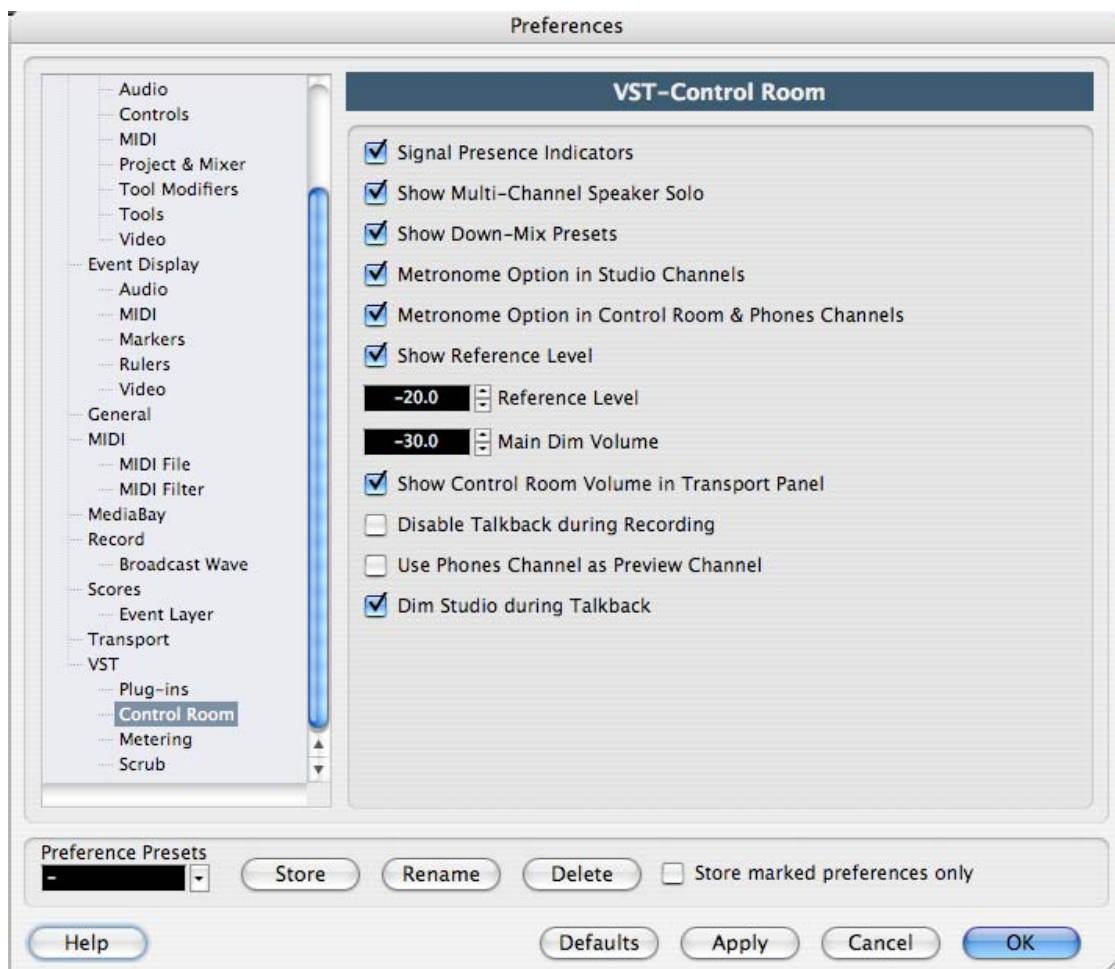 Preferences
Audio
Controls
MIDI
Project & Mixer
Tool Modifiers
Tools
Video
Event Display
Audio
MIDI
Markers
Rulers
Video
General
MIDI
MIDI File
MIDI Filter
MediaBay
Record
Broadcast Wave
Scores
Event Layer
Transport
VST
Plug-ins
Control Room
Metering
Scrub
VST-Control Room
Signal Presence Indicators
Show Multi-Channel Speaker Solo
Show Down-Mix Presets
Metronome Option in Studio Channels
Metronome Option in Control Room & Phones Channels
Show Reference Level
-20.0 Reference Level
-30.0 Main Dim Volume
Show Control Room Volume in Transport Panel
Disable Talkback during Recording
Use Phones Channel as Preview Channel
Dim Studio during Talkback
Preference Presets
- Store Rename Delete Store marked preferences only
Help Defaults Apply Cancel OK